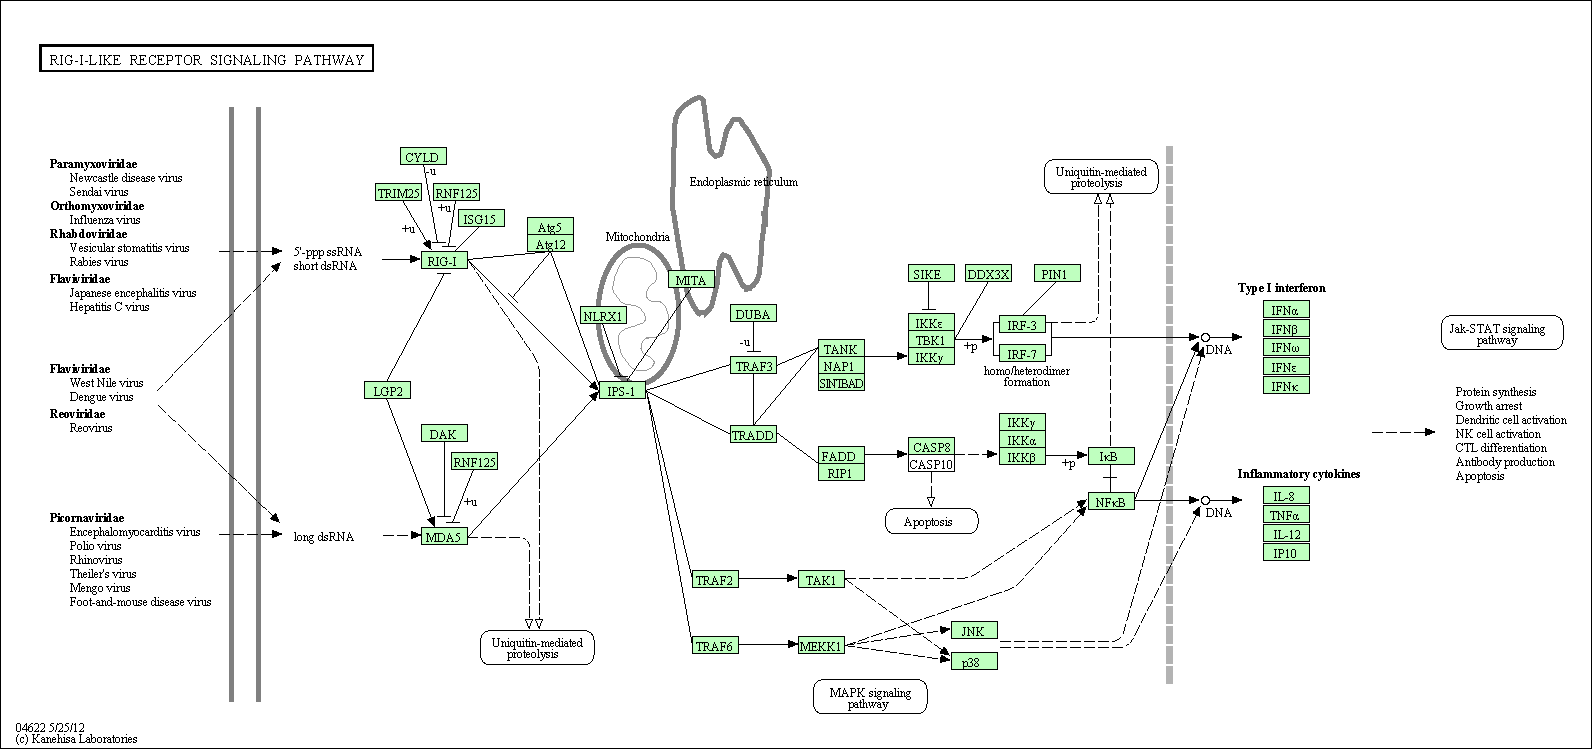 RIG-I-LIKE RECEPTOR SIGNALING PATHWAY
Paramyxoviridae
Newcastle disease virus
Sendai virus
Orthomyxoviridae
Influenza virus
Rhabdoviridae
Vesicular stomatitis virus
Rabies virus
Flaviviridae
Japanese encephalitis virus
Hepatitis C virus
Flaviviridae
West Nile virus
Dengue virus
Reoviridae
Reovirus
Picornaviridae
Encephalomyocarditis virus
Polio virus
Rhinovirus
Theiler's virus
Mengo virus
Foot-and-mouse disease virus
5'-ppp ssRNA
short dsRNA
long dsRNA
CYLD
-u
TRIM25
RNF125
+u
+u
ISG15
RIG-I
Atg5
Atg12
LGP2
DAK
RNF125
+u
MDA5
Uniquitin-mediated
proteolysis
Mitochondria
Endoplasmic reticulum
MITA
NLRX1
IPS-1
DUBA
-u
TRAF3
TRADD
TANK
NAP1
SINTBAD
FADD
RIP1
TRAF2
TAK1
TRAF6
MEKK1
MAPK signaling
pathway
SIKE
DDX3X
PIN1
IKKε
TBK1
IKKγ
+p
IRF-3
IRF-7
homo/heterodimer
formation
CASP8
CASP10
Apoptosis
IKKγ
IKKα
IKKβ
+p
IκB
NFκB
JNK
p38
Uniquitin-mediated
proteolysis
DNA
DNA
Type I interferon
IFNα
IFNβ
IFNω
IFNε
IFNκ
Inflammatory cytokines
IL-8
TNFα
IL-12
IP10
Jak-STAT signaling
pathway
Protein synthesis
Growth arrest
Dendritic cell activation
NK cell activation
CTL differentiation
Antibody production
Apoptosis
04622 5/25/12
(c) Kanehisa Laboratories